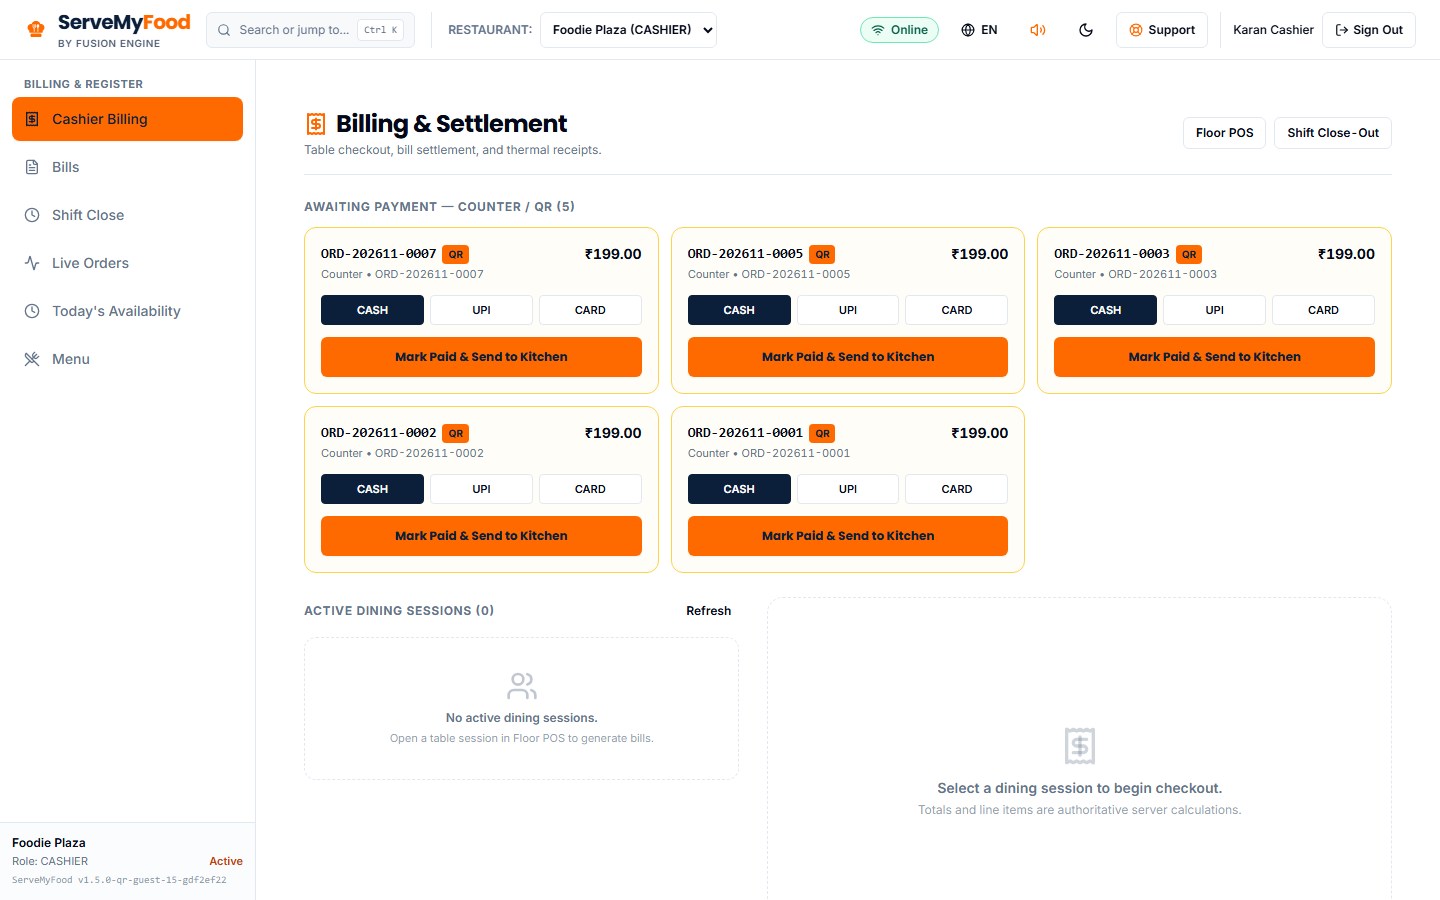 ServeMyFood
BY FUSION ENGINE
Search or jump to... Ctrl K
RESTAURANT: Foodie Plaza (CASHIER)
Online
EN
Support
Karan Cashier
Sign Out
BILLING & REGISTER
Cashier Billing
Bills
Shift Close
Live Orders
Today's Availability
Menu
Foodie Plaza
Role: CASHIER Active
ServeMyFood v1.5.0-qr-guest-15-gdf2ef22
Billing & Settlement
Table checkout, bill settlement, and thermal receipts.
Floor POS
Shift Close-Out
AWAITING PAYMENT — COUNTER / QR (5)
ORD-202611-0007 QR ₹199.00
Counter • ORD-202611-0007
CASH UPI CARD
Mark Paid & Send to Kitchen
ORD-202611-0005 QR ₹199.00
Counter • ORD-202611-0005
CASH UPI CARD
Mark Paid & Send to Kitchen
ORD-202611-0003 QR ₹199.00
Counter • ORD-202611-0003
CASH UPI CARD
Mark Paid & Send to Kitchen
ORD-202611-0002 QR ₹199.00
Counter • ORD-202611-0002
CASH UPI CARD
Mark Paid & Send to Kitchen
ORD-202611-0001 QR ₹199.00
Counter • ORD-202611-0001
CASH UPI CARD
Mark Paid & Send to Kitchen
ACTIVE DINING SESSIONS (0) Refresh
No active dining sessions.
Open a table session in Floor POS to generate bills.
Select a dining session to begin checkout.
Totals and line items are authoritative server calculations.